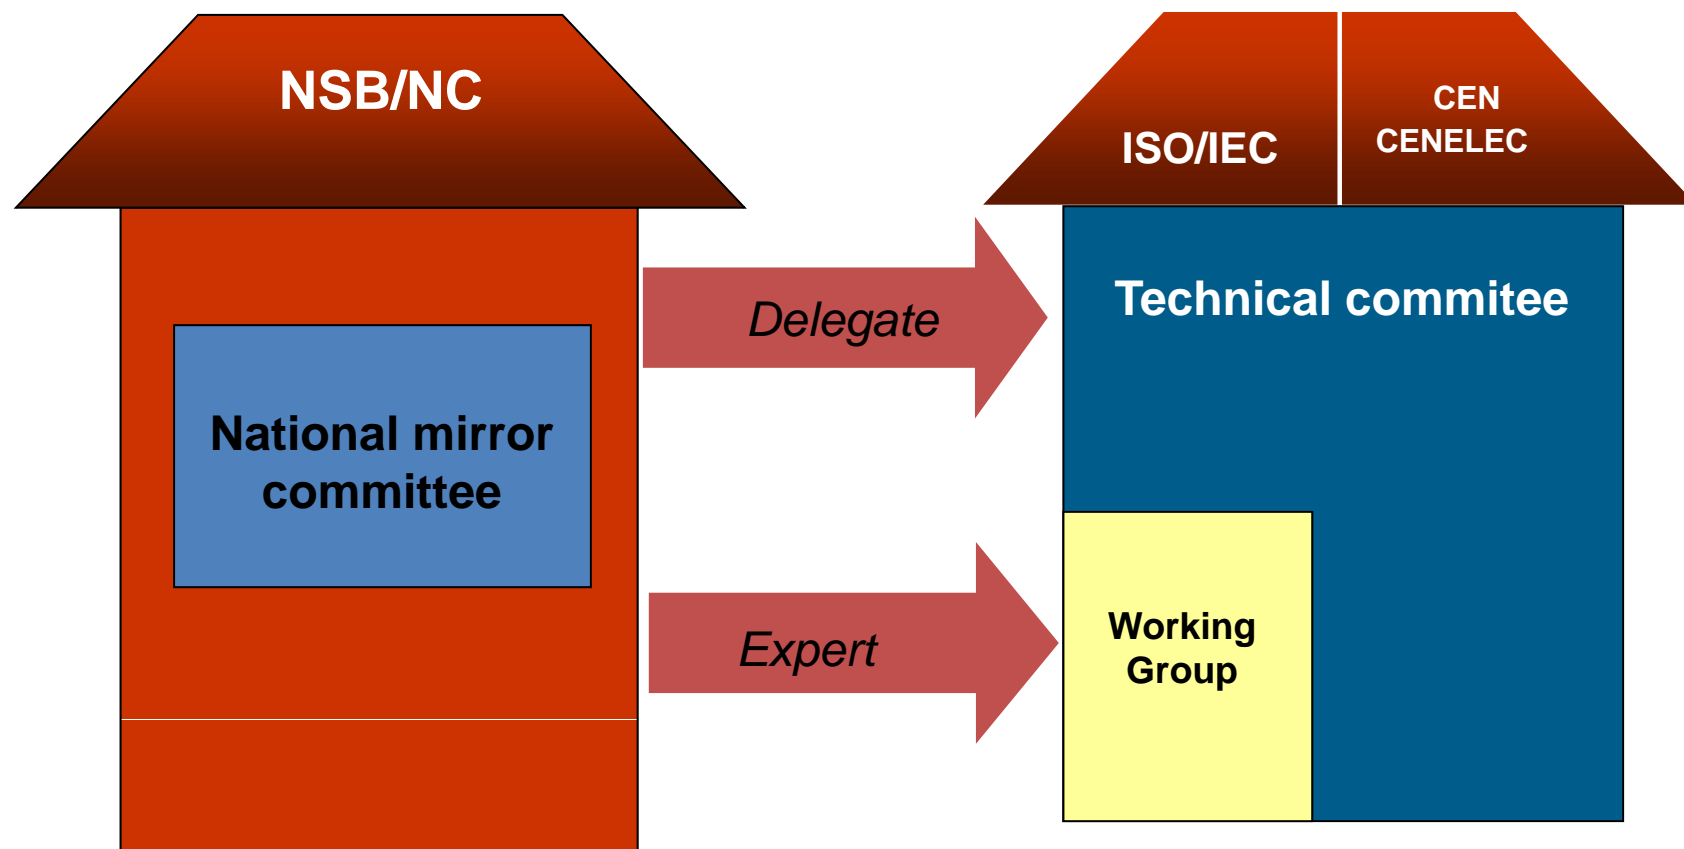 NSB/NC
National mirror
committee
Delegate
Expert
ISO/IEC
CEN
CENELEC
Technical commitee
Working
Group